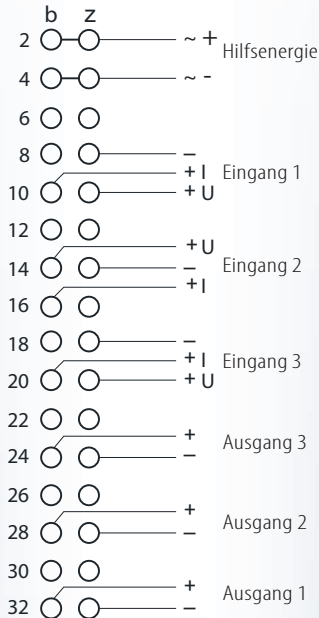 b z
2 ~ +
Hilfsenergie
4 ~ -
6
8 –
+ I Eingang 1
10 + U
12
+ U
14 – Eingang 2
+ I
16
18 –
+ I Eingang 3
20 + U
22
+ Ausgang 3
24 –
26
+ Ausgang 2
28 –
30
+ Ausgang 1
32 –